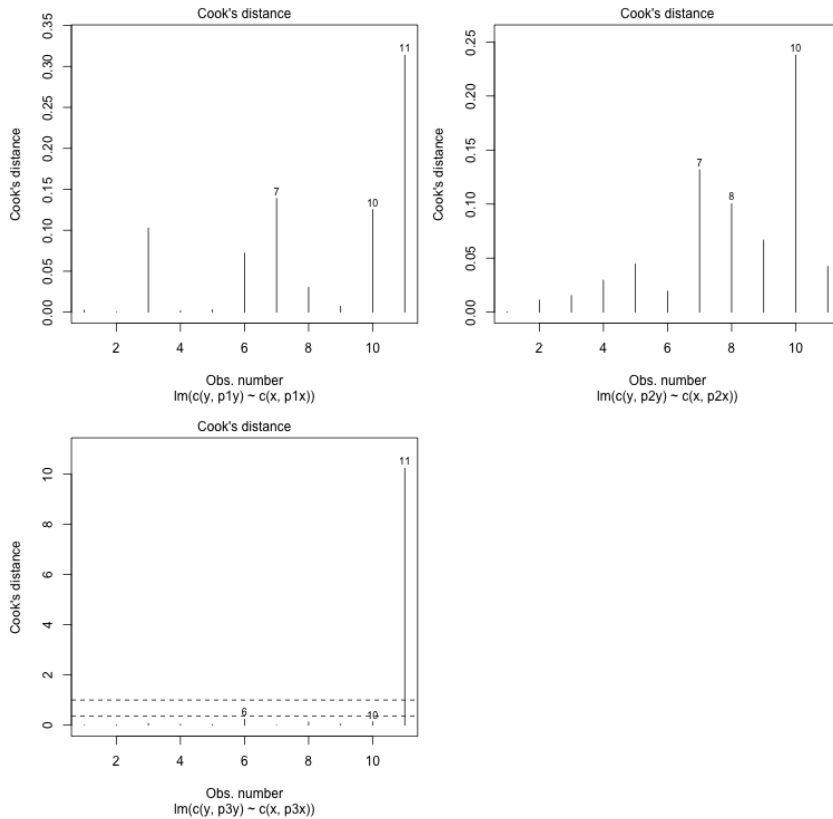 Cook's distance
0.35
0.30
0.25
0.20
0.15
0.10
0.05
0.00
Cook's distance
11
7
10
2 4 6 8 10
Obs. number
lm(c(y, p1y) ~ c(x, p1x))
Cook's distance
0.25
0.20
0.15
0.10
0.05
0.00
Cook's distance
10
7
8
2 4 6 8 10
Obs. number
lm(c(y, p2y) ~ c(x, p2x))
Cook's distance
10
8
6
4
2
0
Cook's distance
11
6
10
2 4 6 8 10
Obs. number
lm(c(y, p3y) ~ c(x, p3x))